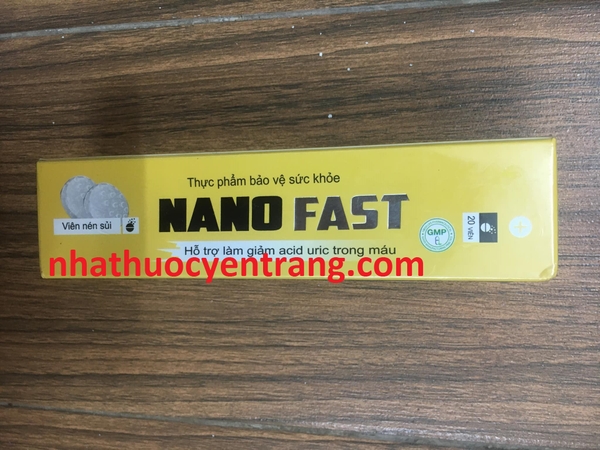 Thực phẩm bảo vệ sức khỏe
NANO FAST
Viên nén sủi
Hỗ trợ làm giảm acid uric trong máu
GMP
20 VIÊN
nhathuocyentrang.com